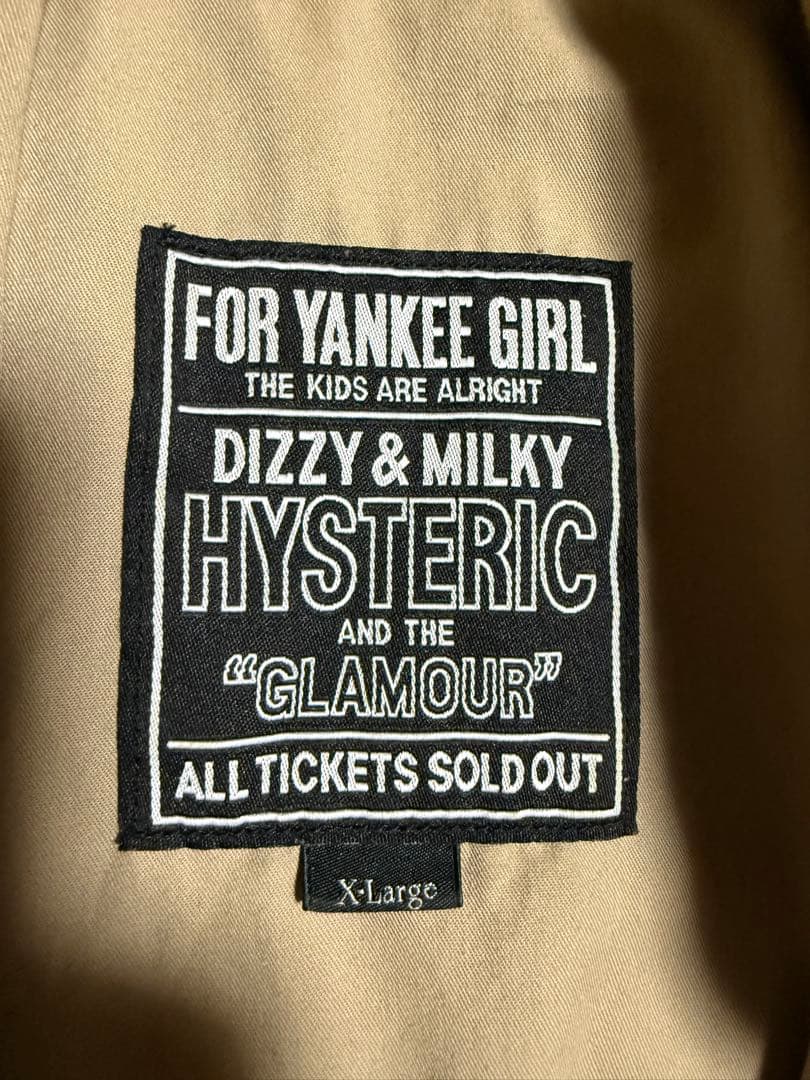 FOR YANKEE GIRL
THE KIDS ARE ALRIGHT
DIZZY & MILKY
HYSTERIC
AND THE
“GLAMOUR”
ALL TICKETS SOLD OUT
X-Large